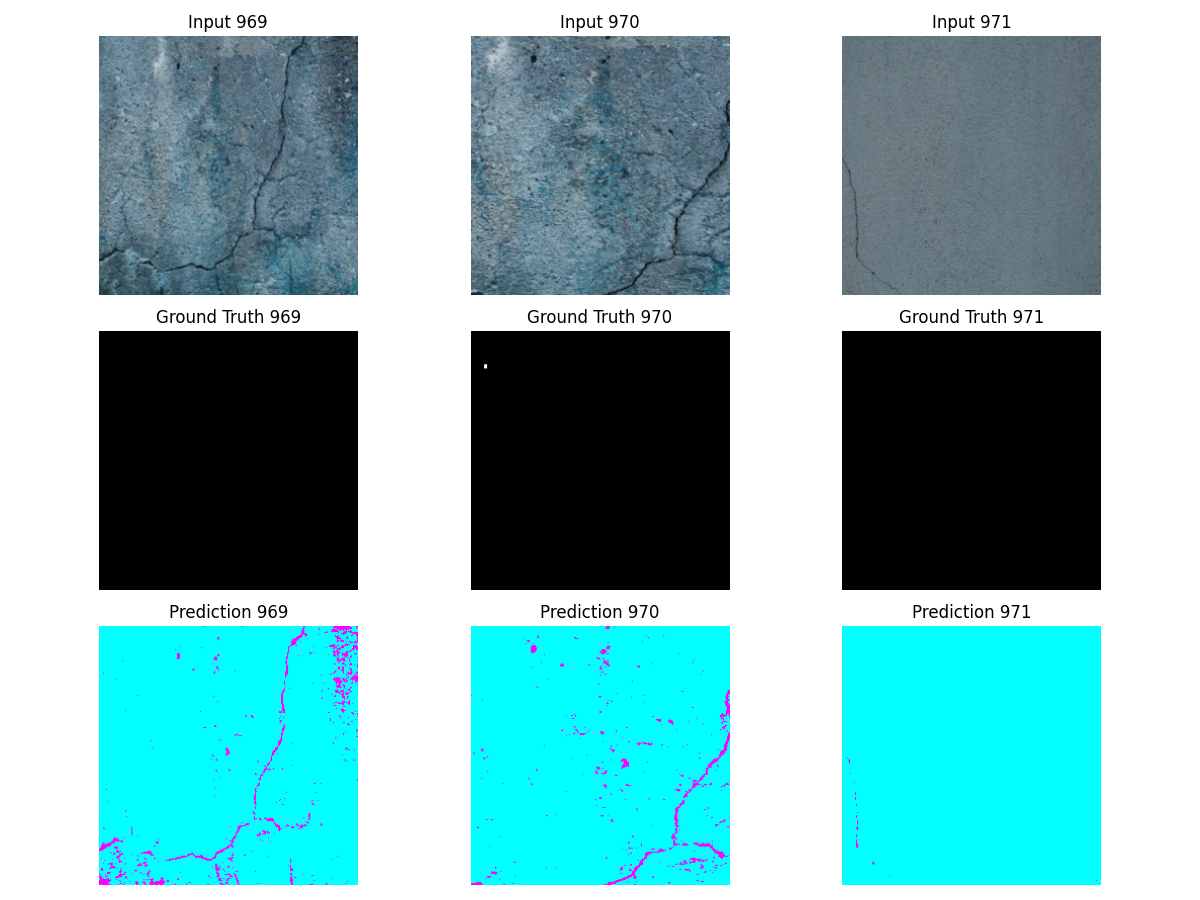 Input 969
Input 970
Input 971
Ground Truth 969
Ground Truth 970
Ground Truth 971
Prediction 969
Prediction 970
Prediction 971